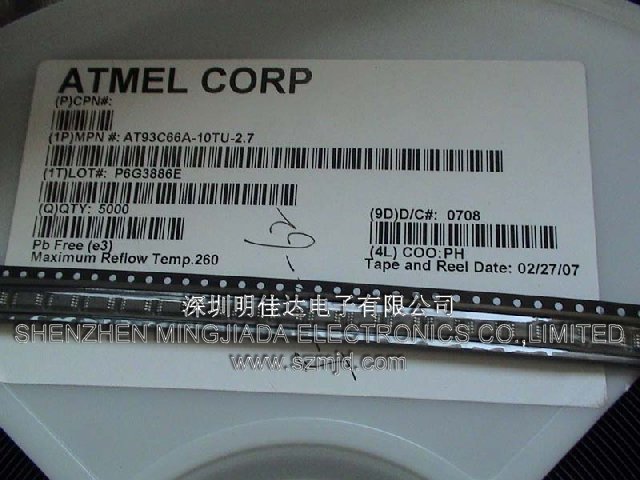 ATMEL CORP
(P)CPN#:
(1P)MPN #: AT93C66A-10TU-2.7
(1T)LOT#: P6G3886E
(Q)QTY: 5000
(9D)D/C#: 0708
Pb Free (e3)
(4L) COO:PH
Maximum Reflow Temp.260
Tape and Reel Date: 02/27/07
深圳明佳达电子有限公司
SHENZHEN MINGJIADA ELECTRONICS CO.,LIMITED
www.szmjd.com